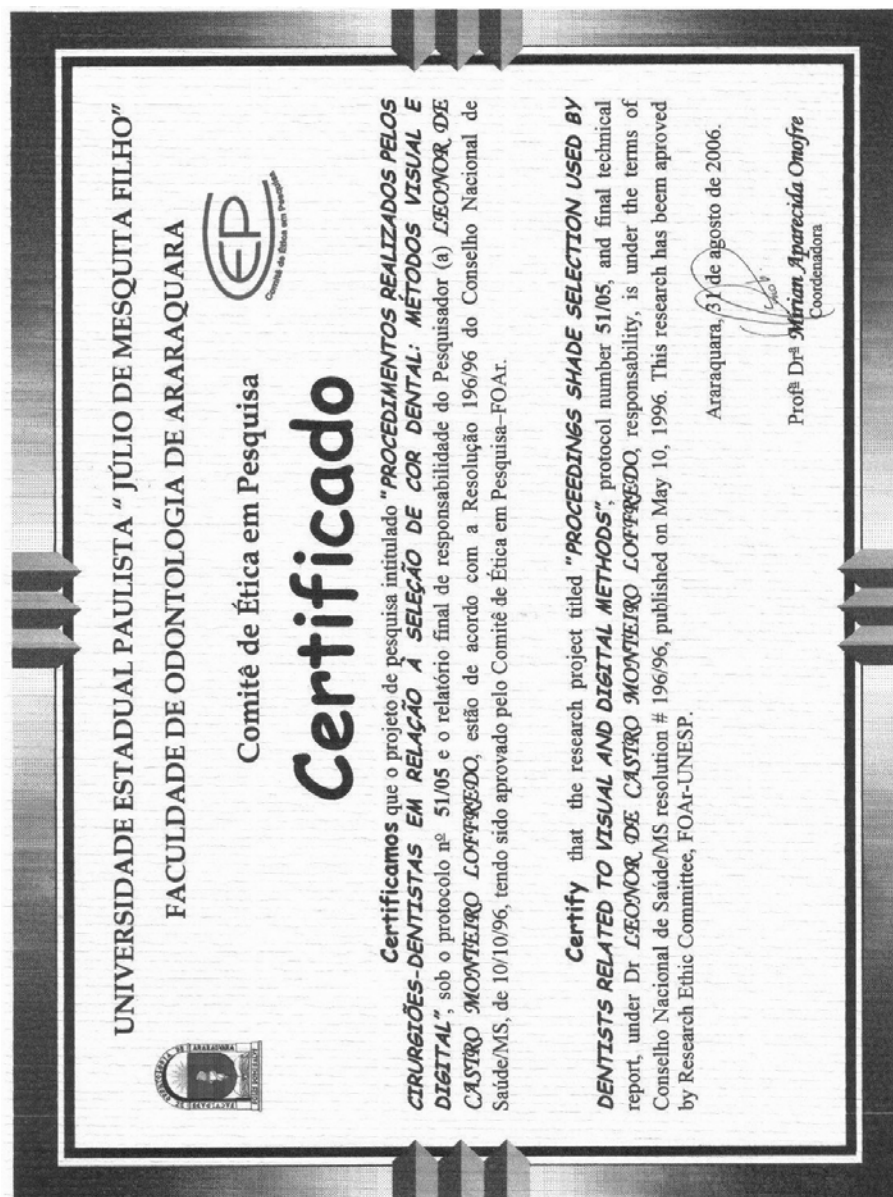 UNIVERSIDADE ESTADUAL PAULISTA " JÚLIO DE MESQUITA FILHO"
FACULDADE DE ODONTOLOGIA DE ARARAQUARA
CEP
Comitê de Ética em Pesquisa
Comitê de Ética em Pesquisa
Certificado
Certificamos que o projeto de pesquisa intitulado "PROCEDIMENTOS REALIZADOS PELOS
CIRURGIÕES-DENTISTAS EM RELAÇÃO À SELEÇÃO DE COR DENTAL: MÉTODOS VISUAL E
DIGITAL", sob o protocolo nº 51/05 e o relatório final de responsabilidade do Pesquisador (a) LEONOR DE
CASTRO MONTEIRO LOFFREDO, estão de acordo com a Resolução 196/96 do Conselho Nacional de
Saúde/MS, de 10/10/96, tendo sido aprovado pelo Comitê de Ética em Pesquisa–FOAr.
Certify that the research project titled "PROCEEDINGS SHADE SELECTION USED BY
DENTISTS RELATED TO VISUAL AND DIGITAL METHODS", protocol number 51/05, and final technical
report, under Dr LEONOR DE CASTRO MONTEIRO LOFFREDO, responsability, is under the terms of
Conselho Nacional de Saúde/MS resolution # 196/96, published on May 10, 1996. This research has beem aproved
by Research Ethic Committee, FOAr-UNESP.
Araraquara, 31 de agosto de 2006.
Profª Drª Mirian Aparecida Onofre
Coordenadora